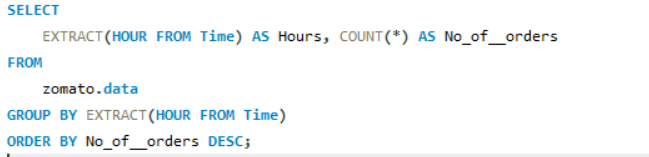 SELECT
    EXTRACT(HOUR FROM Time) AS Hours, COUNT(*) AS No_of__orders
FROM
    zomato.data
GROUP BY EXTRACT(HOUR FROM Time)
ORDER BY No_of__orders DESC;